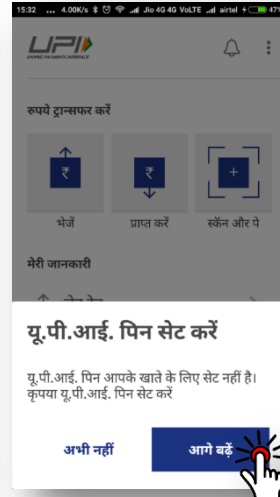 15:32 ... 4.00K/s Jio 4G 4G VoLTE airtel 47%
UPI
UNIFIED PAYMENTS INTERFACE
रुपये ट्रान्सफर करें
₹ ₹ +
भेजें प्राप्त करें स्कॅन और पे
मेरी जानकारी
यू.पी.आई. पिन सेट करें
यू.पी.आई. पिन आपके खाते के लिए सेट नहीं है।
कृपया यू.पी.आई. पिन सेट करें
अभी नहीं आगे बढ़ें